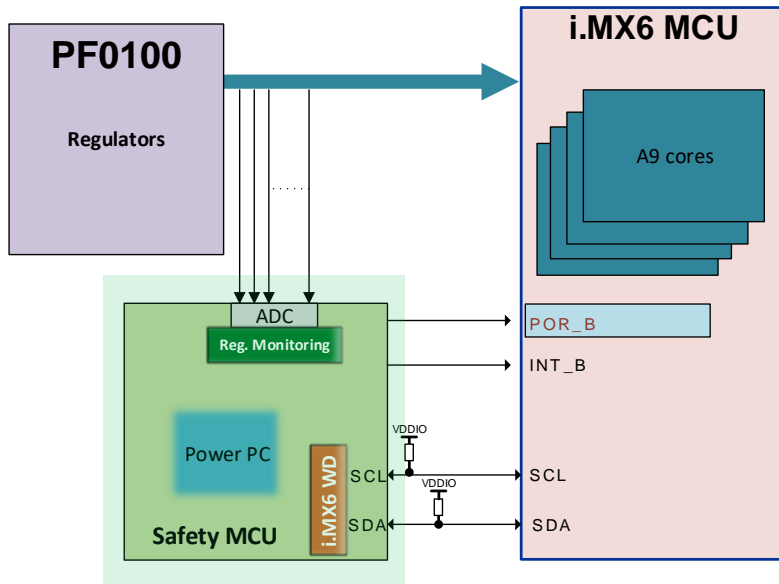 PF0100
Regulators
i.MX6 MCU
A9 cores
ADC
Reg. Monitoring
POR_B
INT_B
Power PC
i.MX6 WD
VDDIO
SCL
SCL
VDDIO
SDA
SDA
Safety MCU